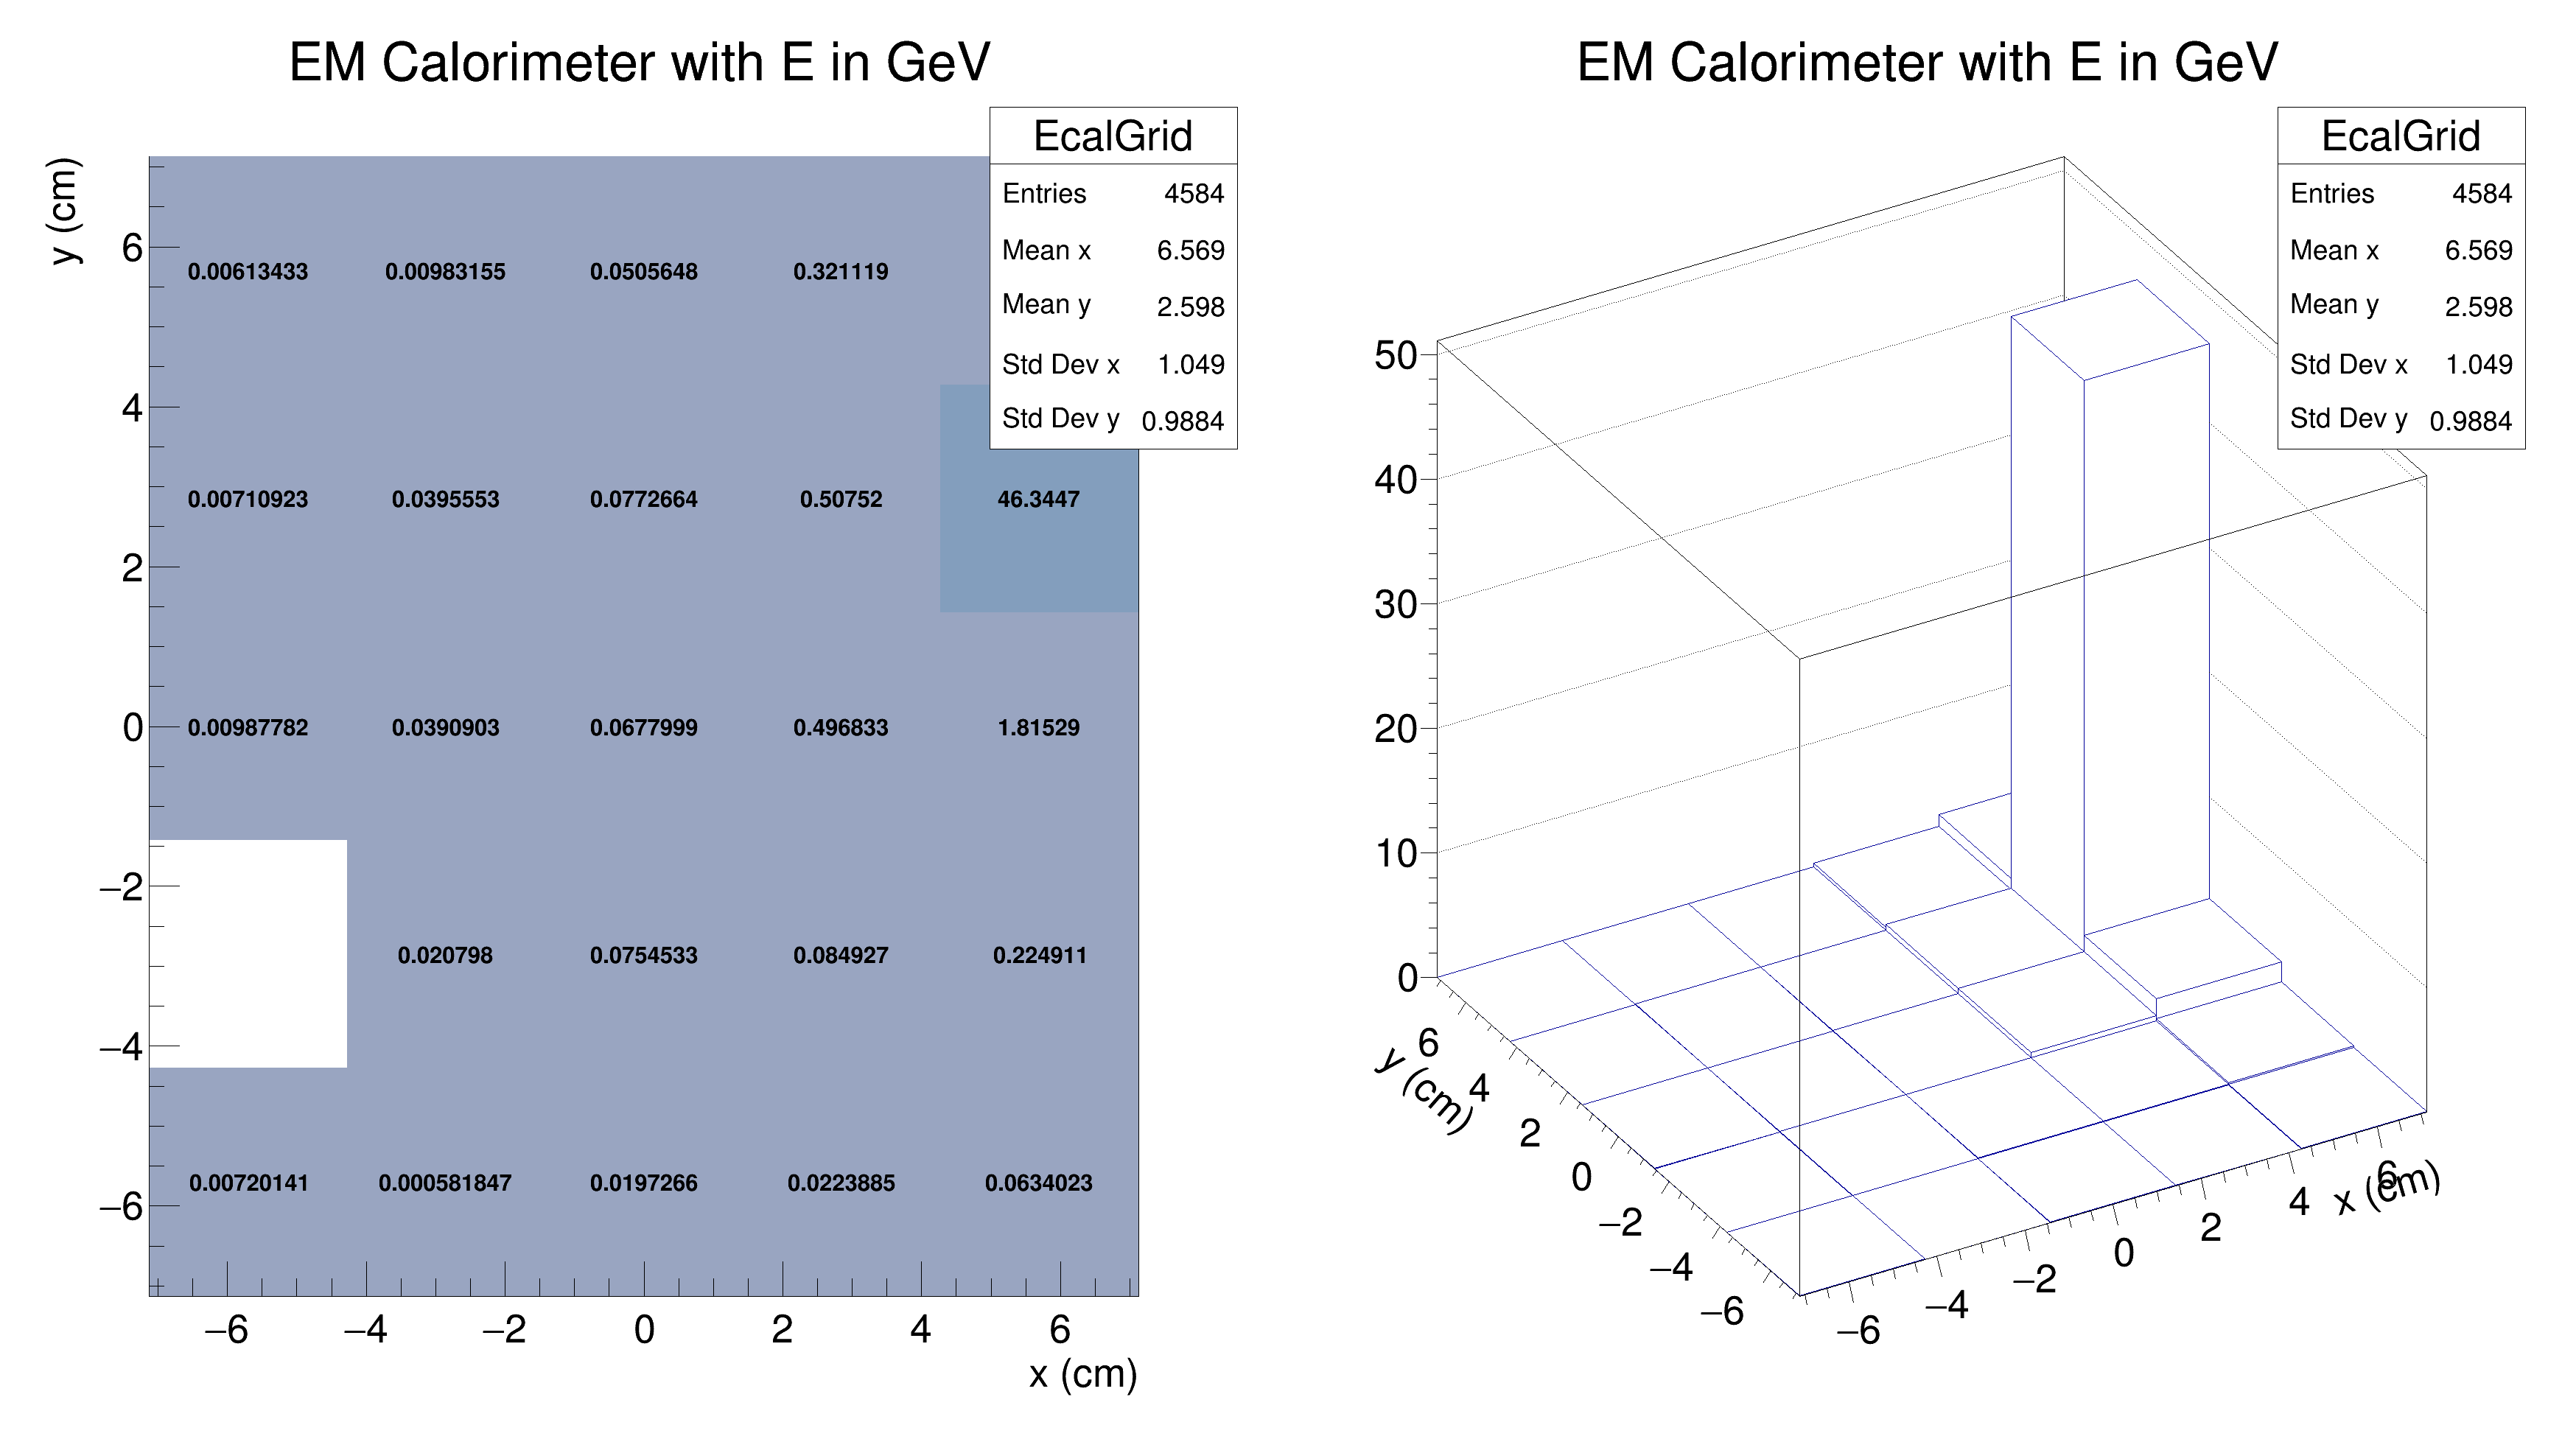 EM Calorimeter with E in GeV
EcalGrid
Entries 4584
Mean x 6.569
Mean y 2.598
Std Dev x 1.049
Std Dev y 0.9884
y (cm)
6
4
2
0
−2
−4
−6
0.00613433 0.00983155 0.0505648 0.321119
0.00710923 0.0395553 0.0772664 0.50752 46.3447
0.00987782 0.0390903 0.0677999 0.496833 1.81529
0.020798 0.0754533 0.084927 0.224911
0.00720141 0.000581847 0.0197266 0.0223885 0.0634023
−6 −4 −2 0 2 4 6
x (cm)
EM Calorimeter with E in GeV
EcalGrid
Entries 4584
Mean x 6.569
Mean y 2.598
Std Dev x 1.049
Std Dev y 0.9884
50
40
30
20
10
0
y (cm)
6
4
2
0
−2
−4
−6
−6 −4 −2 0 2 4 6
x (cm)